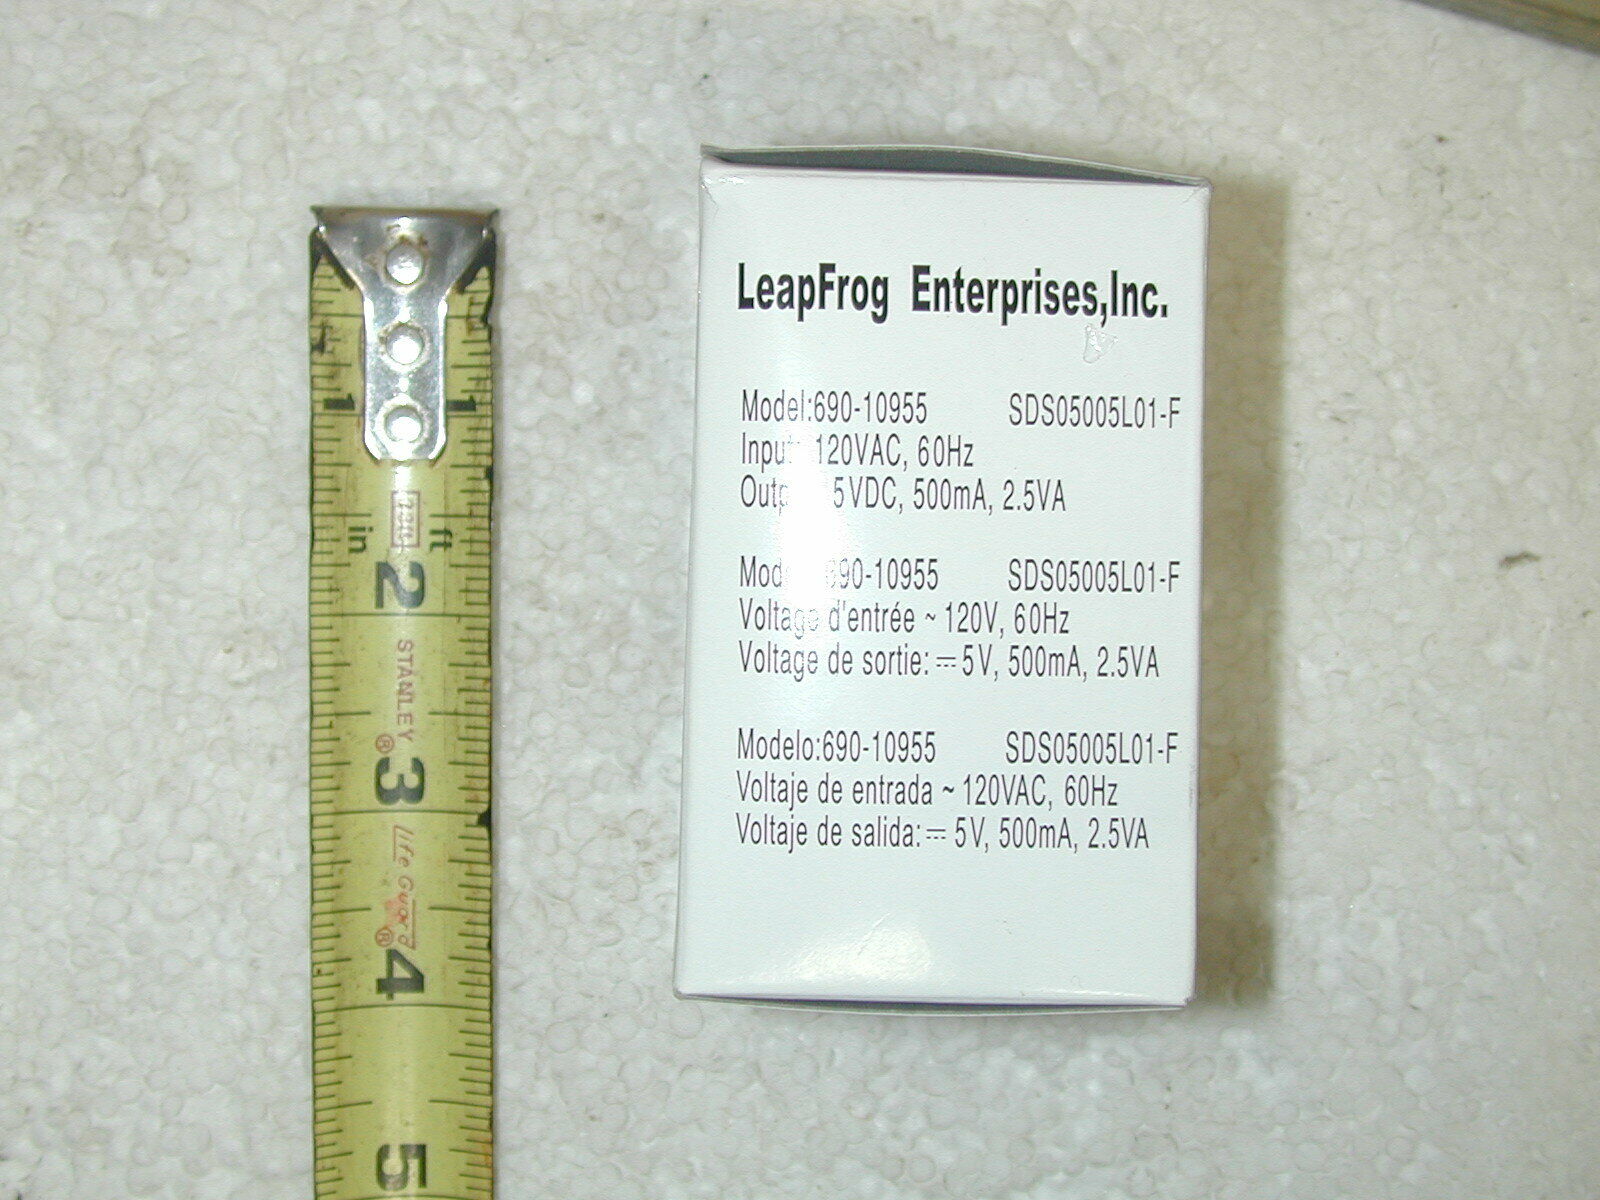 1 1
in ft
2
STANLEY ®
3
Life Guard ®
4
5
LeapFrog Enterprises,Inc.
Model:690-10955 SDS05005L01-F
120VAC, 60Hz
5VDC, 500mA, 2.5VA
690-10955 SDS05005L01-F
Voltage d'entrée ~ 120V, 60Hz
Voltage de sortie: ⎓ 5V, 500mA, 2.5VA
Modelo:690-10955 SDS05005L01-F
Voltaje de entrada ~ 120VAC, 60Hz
Voltaje de salida: ⎓ 5V, 500mA, 2.5VA